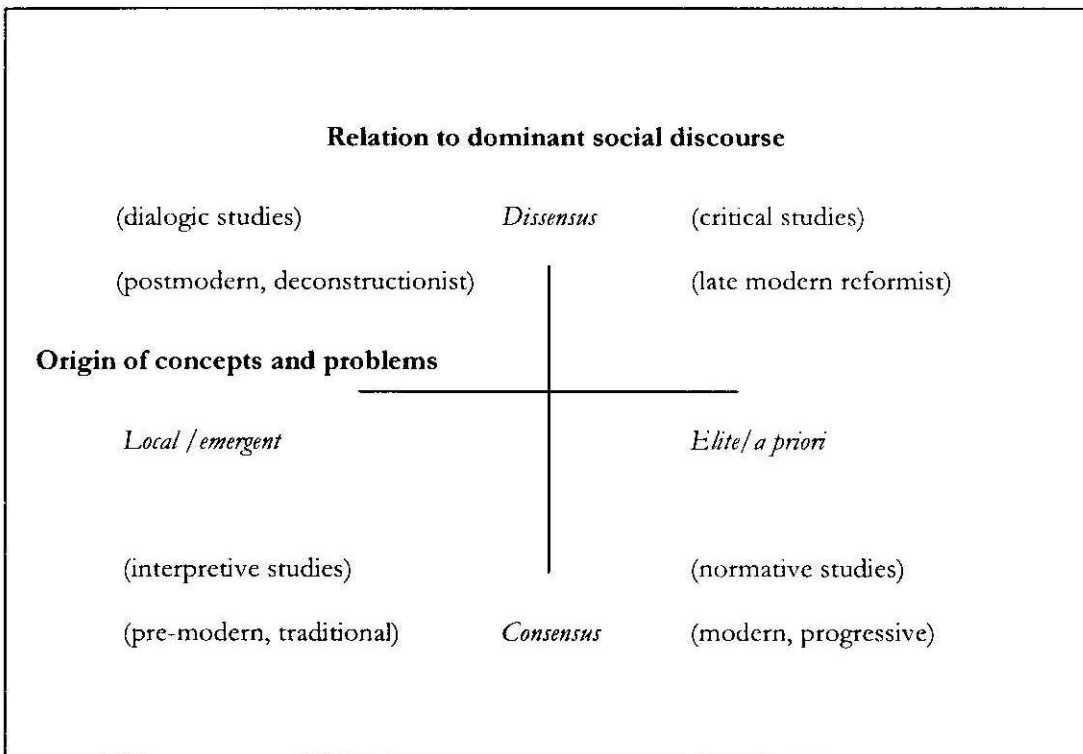 Relation to dominant social discourse
(dialogic studies) Dissensus (critical studies)
(postmodern, deconstructionist) (late modern reformist)
Origin of concepts and problems
Local /emergent Elite/ a priori
(interpretive studies) (normative studies)
(pre-modern, traditional) Consensus (modern, progressive)